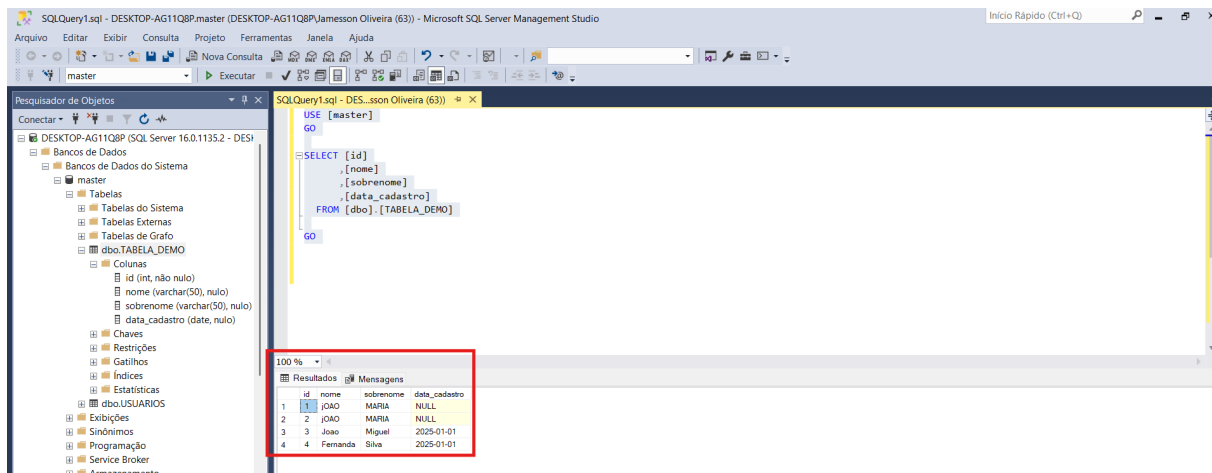 SQLQuery1.sql - DESKTOP-AG11Q8P.master (DESKTOP-AG11Q8P\Jamesson Oliveira (63)) - Microsoft SQL Server Management Studio
Início Rápido (Ctrl+Q)
Arquivo Editar Exibir Consulta Projeto Ferramentas Janela Ajuda
Nova Consulta
master Executar
Pesquisador de Objetos
SQLQuery1.sql - DES...sson Oliveira (63))
Conectar
DESKTOP-AG11Q8P (SQL Server 16.0.1135.2 - DESK
Bancos de Dados
Bancos de Dados do Sistema
master
Tabelas
Tabelas do Sistema
Tabelas Externas
Tabelas de Grafo
dbo.TABELA_DEMO
Colunas
id (int, não nulo)
nome (varchar(50), nulo)
sobrenome (varchar(50), nulo)
data_cadastro (date, nulo)
Chaves
Restrições
Gatilhos
Índices
Estatísticas
dbo.USUARIOS
Exibições
Sinônimos
Programação
Service Broker
Armazenamento
USE [master]
GO
SELECT [id]
,[nome]
,[sobrenome]
,[data_cadastro]
FROM [dbo].[TABELA_DEMO]
GO
100 %
Resultados Mensagens
id nome sobrenome data_cadastro
1 1 jOAO MARIA NULL
2 2 jOAO MARIA NULL
3 3 Joao Miguel 2025-01-01
4 4 Fernanda Silva 2025-01-01